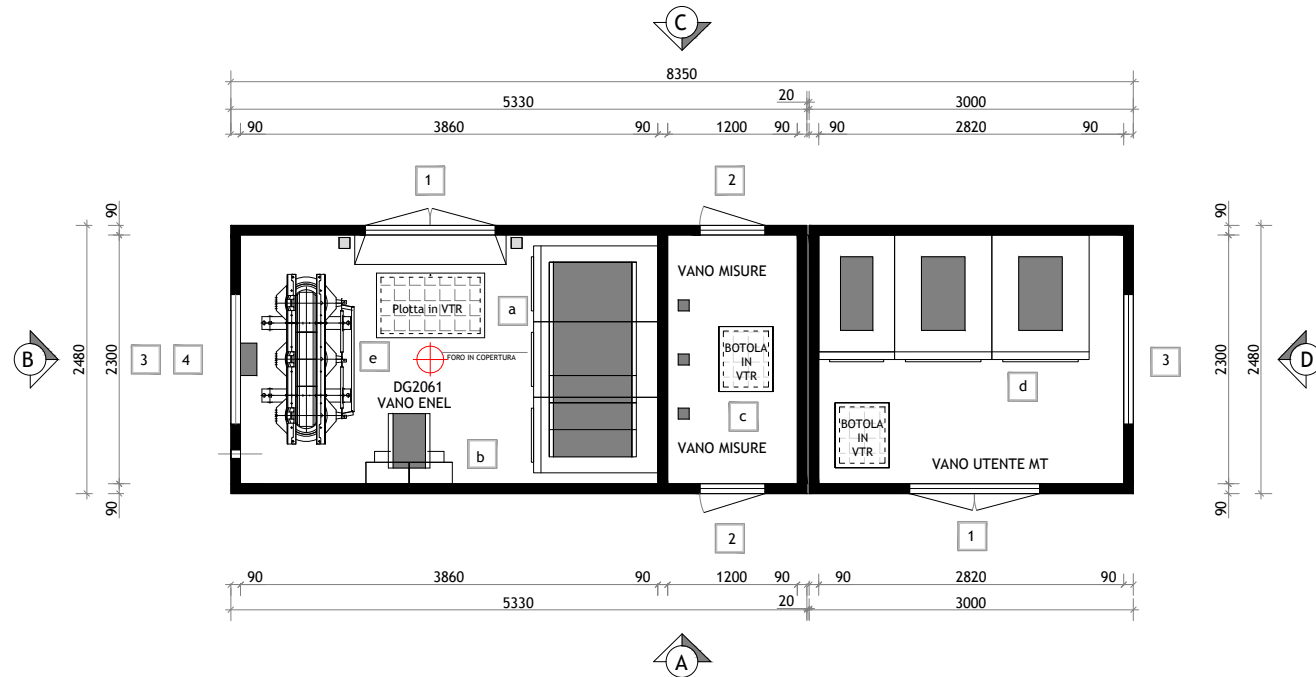 C
8350
20
5330
3000
90
3860
90
1200
90
90
2820
90
1
2
90
90
VANO MISURE
Plotta in VTR
a
B
2480
2300
3
4
e
FORO IN COPERTURA
BOTOLA
IN
VTR
3
2300
2480
D
DG2061
VANO ENEL
d
c
BOTOLA
IN
VTR
b
VANO MISURE
VANO UTENTE MT
90
90
2
1
90
3860
90
1200
90
90
2820
90
5330
20
3000
A